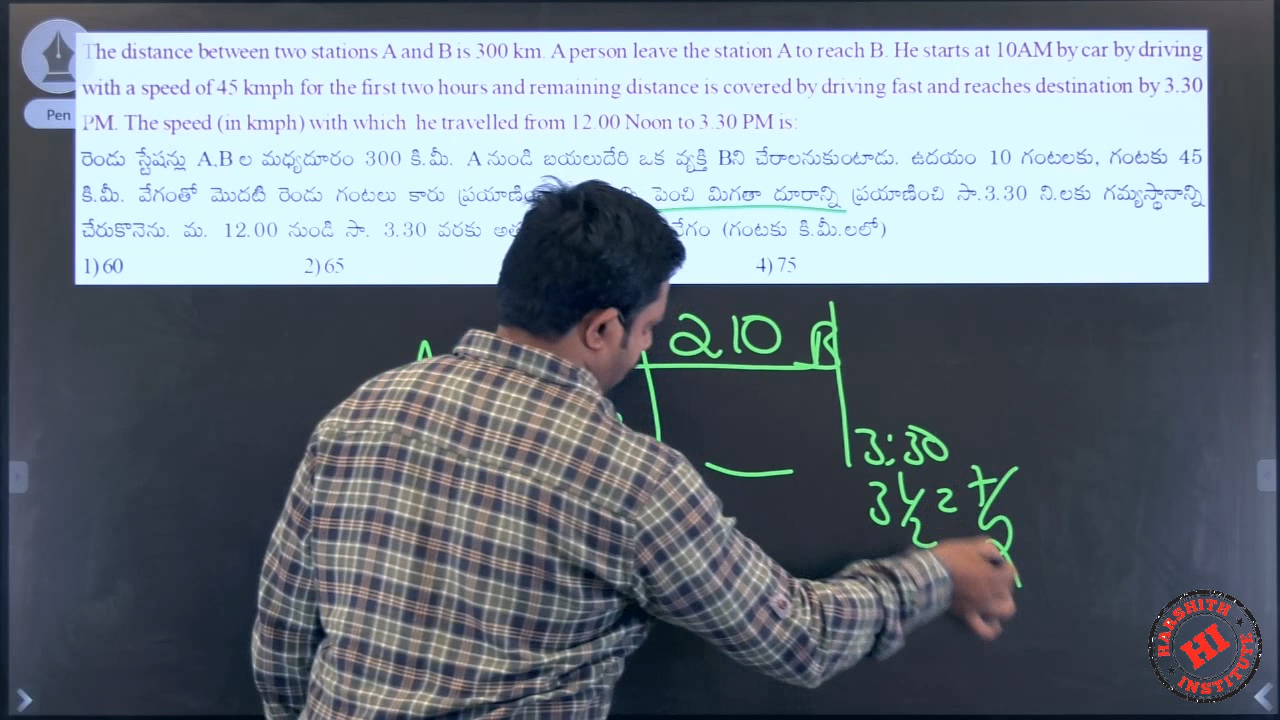 The distance between two stations A and B is 300 km. A person leave the station A to reach B. He starts at 10AM by car by driving
with a speed of 45 kmph for the first two hours and remaining distance is covered by driving fast and reaches destination by 3.30
Pen
PM. The speed (in kmph) with which he travelled from 12.00 Noon to 3.30 PM is:
రెండు స్టేషన్లు A,B ల మధ్యదూరం 300 కి.మీ. A నుండి బయలుదేరి ఒక వ్యక్తి Bని చేరాలనుకుంటాడు. ఉదయం 10 గంటలకు, గంటకు 45
కి.మీ. వేగంతో మొదటి రెండు గంటలు కారు పెంచి మిగతా దూరాన్ని ప్రయాణించి సా.3.30 ని.లకు గమ్యస్థానాన్ని
చేరుకొనెను. మ. 12.00 నుండి సా. 3.30 వరకు (గంటకు కి.మీ.లలో)
1) 60 2) 65 4) 75
A 210 B
3:30
3 1/2 = 7/2
HARSHITH
HI
INSTITUTE